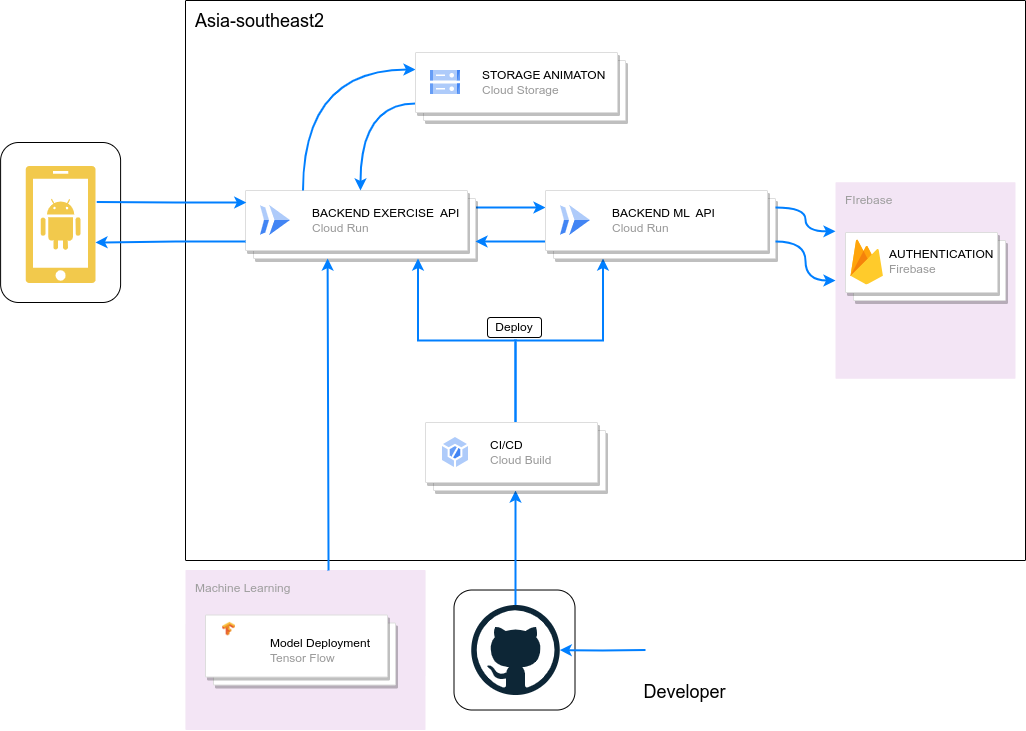 Asia-southeast2
STORAGE ANIMATON
Cloud Storage
BACKEND EXERCISE API
Cloud Run
BACKEND ML API
Cloud Run
FIrebase
AUTHENTICATION
Firebase
Deploy
CI/CD
Cloud Build
Machine Learning
Model Deployment
Tensor Flow
Developer